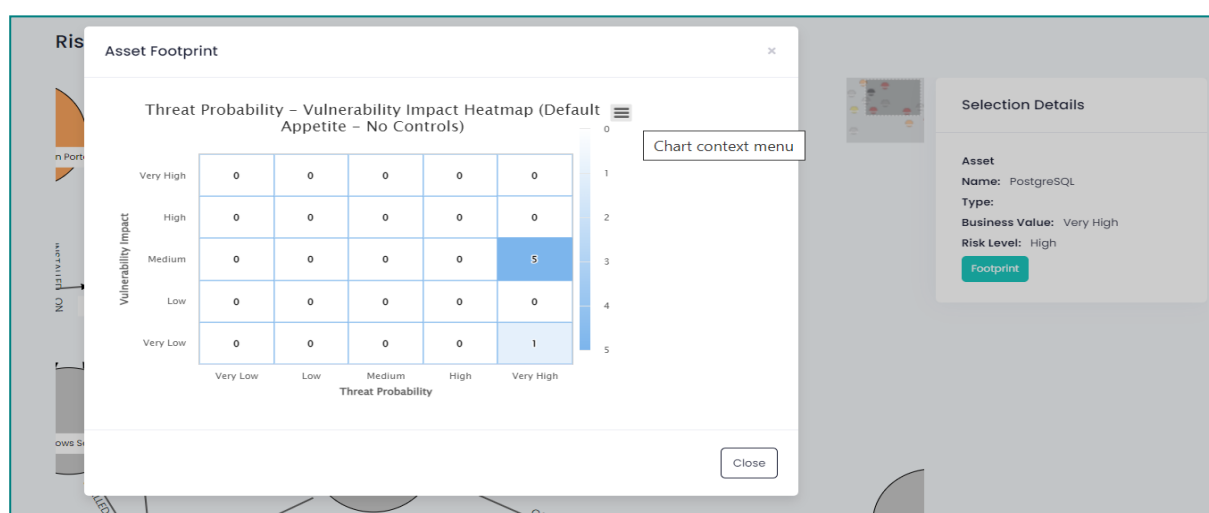 Ris
Asset Footprint
×
Threat Probability – Vulnerability Impact Heatmap (Default
Appetite – No Controls)
Chart context menu
Vulnerability Impact
Very High 0 0 0 0 0
High 0 0 0 0 0
Medium 0 0 0 0 5
Low 0 0 0 0 0
Very Low 0 0 0 0 1
Very Low Low Medium High Very High
Threat Probability
0
1
2
3
4
5
Close
Selection Details
Asset
Name: PostgreSQL
Type:
Business Value: Very High
Risk Level: High
Footprint
n Porte
ON
ows Se